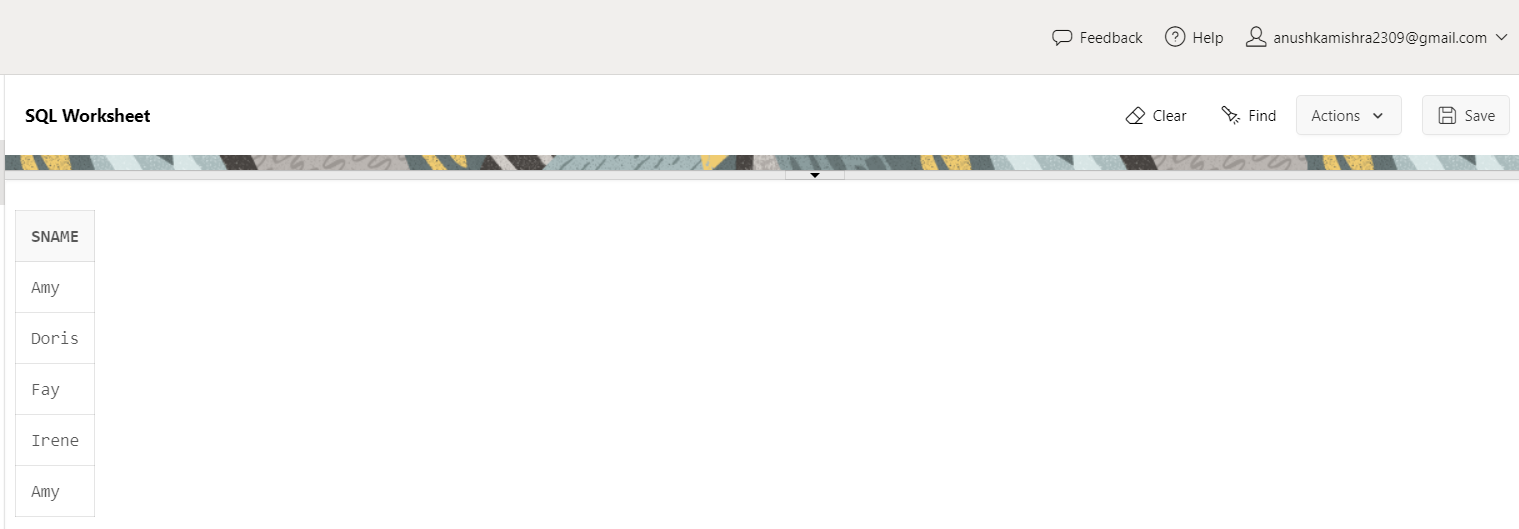 Feedback Help anushkamishra2309@gmail.com
SQL Worksheet Clear Find Actions Save
SNAME
Amy
Doris
Fay
Irene
Amy